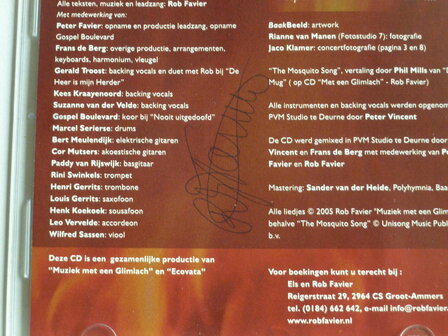 Alle teksten, muziek en leadzang: Rob Favier
Met medewerking van:
Peter Favier: opname en productie leadzang, opname
Gospel Boulevard
Frans de Berg: overige productie, arrangementen,
keyboards, harmonium, vleugel
Gerald Troost: backing vocals en duet met Rob bij "De
Heer is mijn Herder"
Kees Kraayenoord: backing vocals
Suzanne van der Velde: backing vocals
Gospel Boulevard: koor bij "Nooit uitgedoofd"
Marcel Serierse: drums
Bert Meulendijk: elektrische gitaren
Cor Mutsers: akoestische gitaren
Paddy van Rijswijk: basgitaar
Rini Swinkels: trompet
Henri Gerrits: trombone
Louis Gerrits: saxofoon
Henk Koekoek: sousafoon
Leo Vervelde: accordeon
Wilfred Sassen: viool
Deze CD is een gezamenlijke productie van
"Muziek met een Glimlach" en "Ecovata"
BaakBeeld: artwork
Rianne van Manen (Fotostudio 7): fotografie
Jaco Klamer: concertfotografie (pagina 3 en 8)
"The Mosquito Song", vertaling door Phil Mills van "D
Mug" ( op CD "Met een Glimlach" - Rob Favier)
Alle instrumenten en backing vocals werden opgenom
PVM Studio te Deurne door Peter Vincent
De CD werd gemixed in PVM Studio te Deurne door
Vincent en Frans de Berg met medewerking van Pe
Favier en Rob Favier
Mastering: Sander van der Heide, Polyhymnia, Baa
Alle liedjes © 2005 Rob Favier "Muziek met een Glim
behalve "The Mosquito Song" © Unisong Music Publ
b.v.
Voor boekingen kunt u terecht bij :
Els en Rob Favier
Reigerstraat 29, 2964 CS Groot-Ammers
tel. (0184) 662 642, e-mail info@robfavier.
www.robfavier.nl